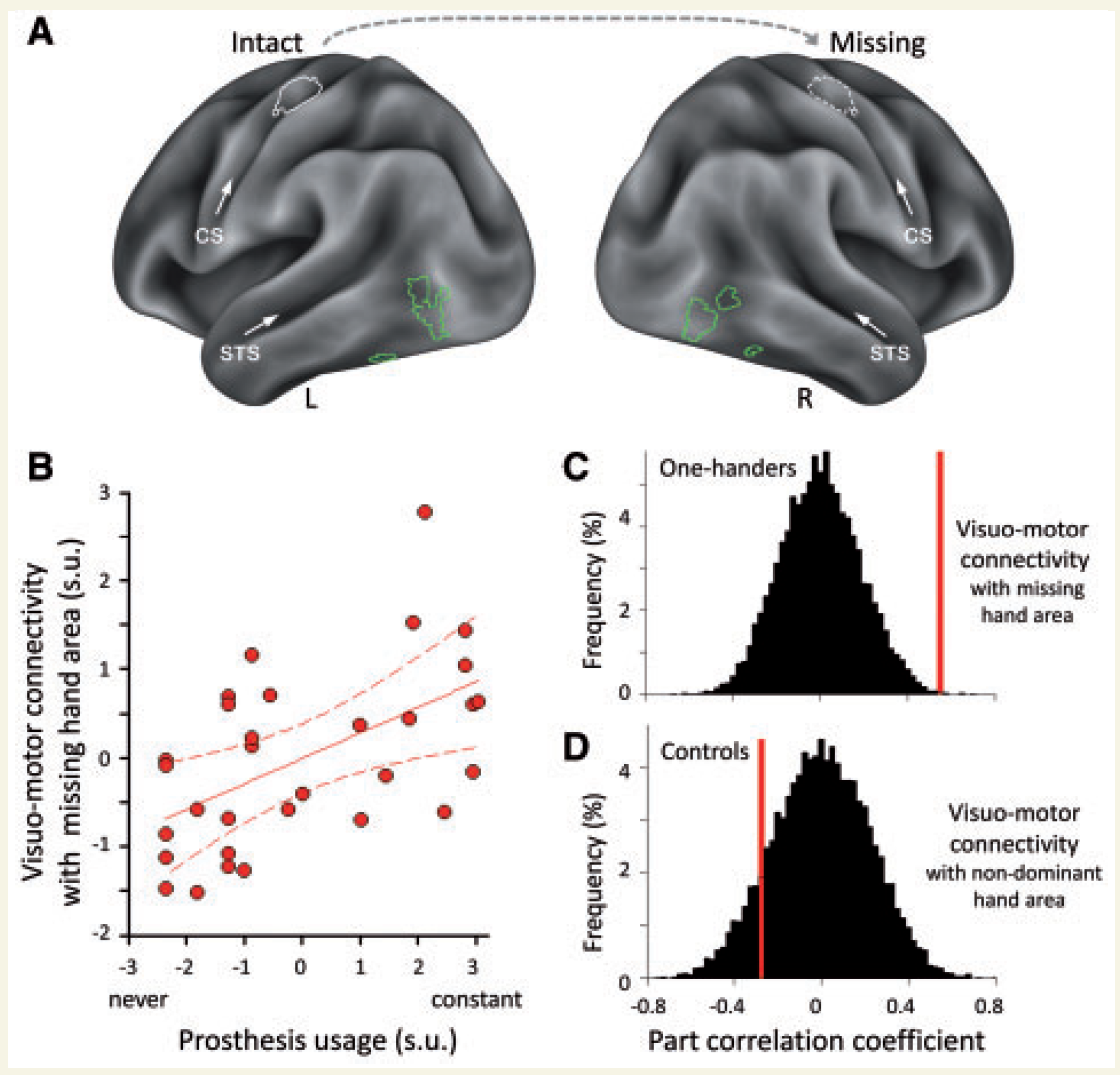 A
Intact
Missing
CS
CS
STS
STS
L
R
B
Visuo-motor connectivity
with missing hand area (s.u.)
3
2
1
0
-1
-2
-3
-2
-1
0
1
2
3
never
constant
Prosthesis usage (s.u.)
C
One-handers
Frequency (%)
4
2
0
Visuo-motor
connectivity
with missing
hand area
D
Controls
Frequency (%)
4
2
0
Visuo-motor
connectivity
with non-dominant
hand area
-0.8
-0.4
0
0.4
0.8
Part correlation coefficient